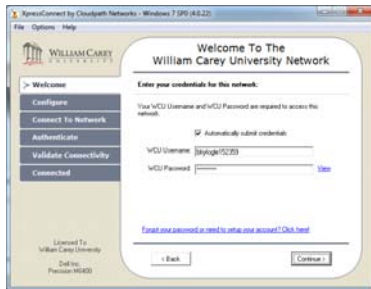 XpressConnect by Cloudpath Networks - Windows 7 SP0 (4.0.22)
File Options Help
WILLIAM CAREY
UNIVERSITY
Welcome To The
William Carey University Network
> Welcome
Configure
Connect To Network
Authenticate
Validate Connectivity
Connected
Enter your credentials for this network:
Your WCU Username and WCU Password are required to access this
network.
Automatically submit credentials
WCU Username:
WCU Password:
View
Forgot your password or need to setup your account? Click here!
Licensed To
William Carey University
Dell Inc.
Precision M6400
< Back
Continue >